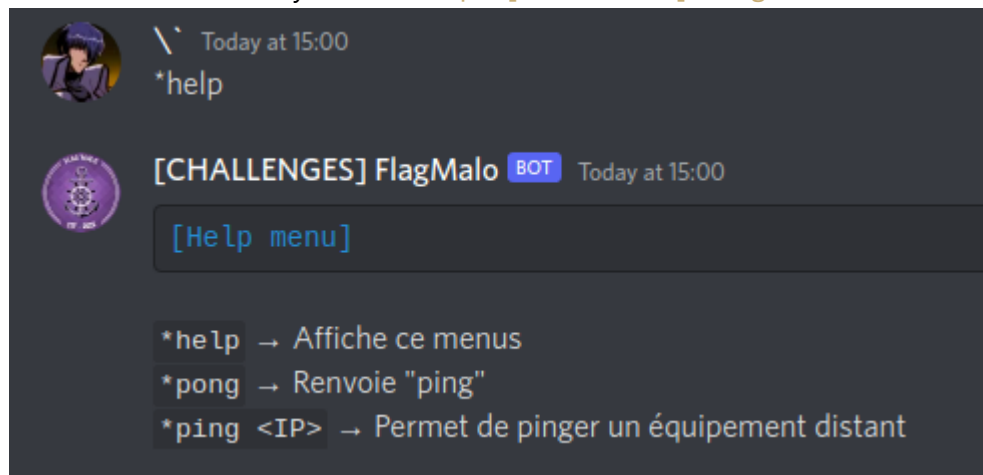 \` Today at 15:00
*help
[CHALLENGES] FlagMalo BOT Today at 15:00
[Help menu]
*help → Affiche ce menus
*pong → Renvoie "ping"
*ping <IP> → Permet de pinger un équipement distant